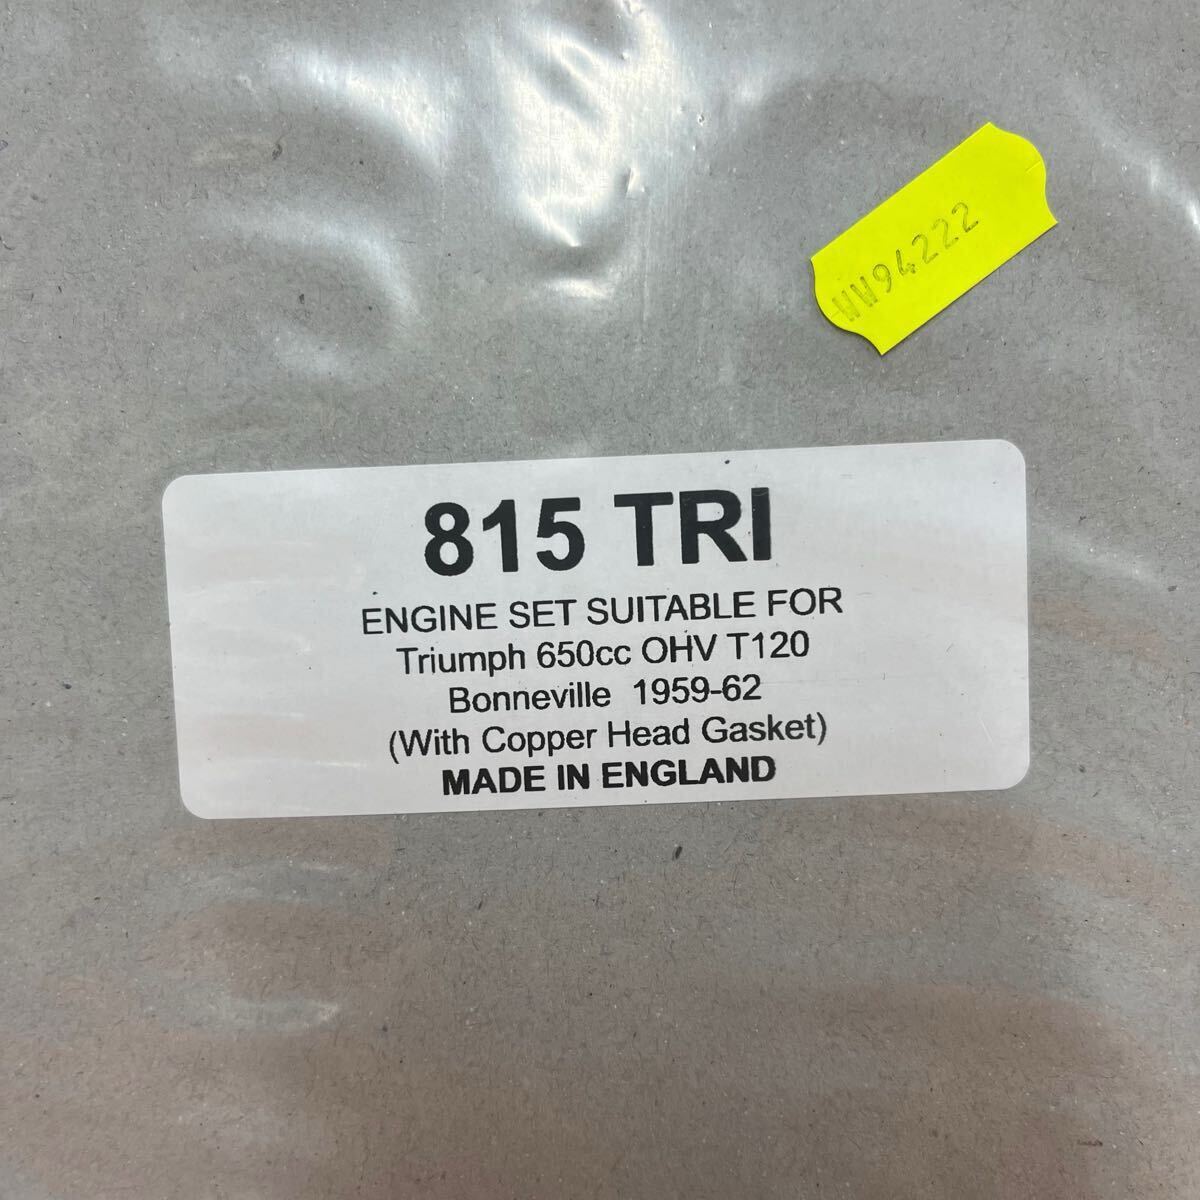 WW94222
815 TRI
ENGINE SET SUITABLE FOR
Triumph 650cc OHV T120
Bonneville 1959-62
(With Copper Head Gasket)
MADE IN ENGLAND